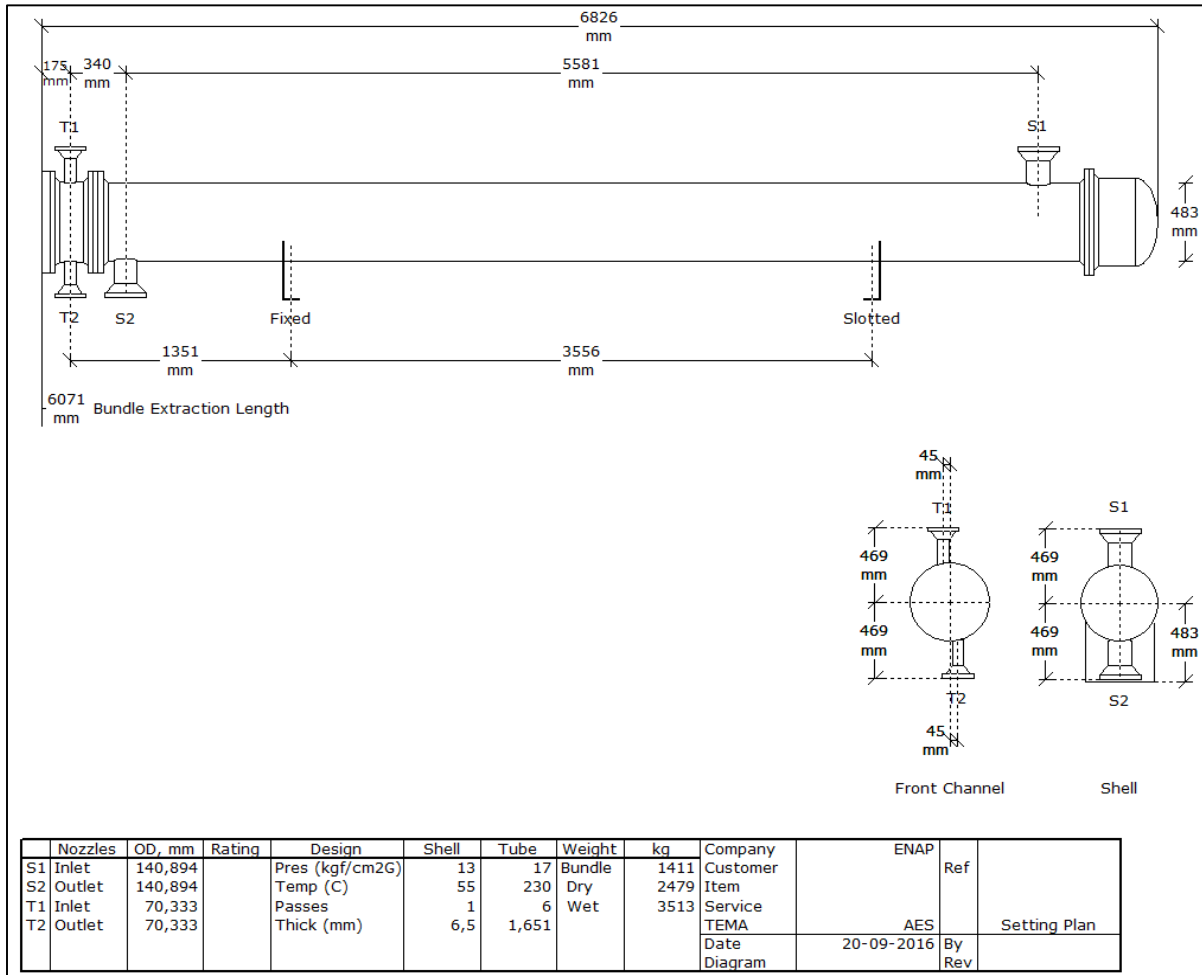 6826
mm
175 340 5581
mm mm mm
T1 S1
483
mm
T2 S2 Fixed Slotted
1351 3556
mm mm
6071 Bundle Extraction Length
mm
45
mm
T1 S1
469 469
mm mm
469 469 483
mm mm mm
T2 S2
45
mm
Front Channel Shell
Nozzles OD, mm Rating Design Shell Tube Weight kg Company ENAP
S1 Inlet 140,894 Pres (kgf/cm2G) 13 17 Bundle 1411 Customer Ref
S2 Outlet 140,894 Temp (C) 55 230 Dry 2479 Item
T1 Inlet 70,333 Passes 1 6 Wet 3513 Service
T2 Outlet 70,333 Thick (mm) 6,5 1,651 TEMA AES Setting Plan
Date 20-09-2016 By
Diagram Rev